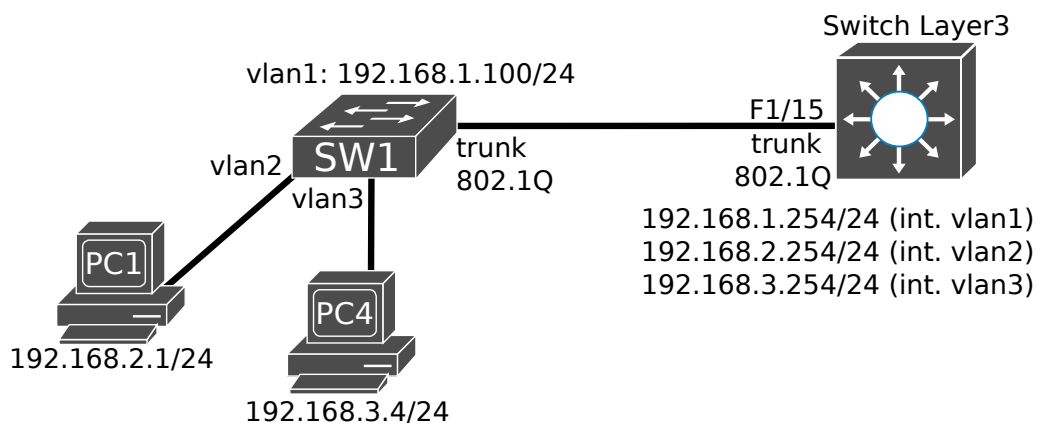 Switch Layer3
vlan1: 192.168.1.100/24
F1/15
trunk
802.1Q
SW1
trunk
802.1Q
vlan2
vlan3
192.168.1.254/24 (int. vlan1)
192.168.2.254/24 (int. vlan2)
192.168.3.254/24 (int. vlan3)
PC1
192.168.2.1/24
PC4
192.168.3.4/24